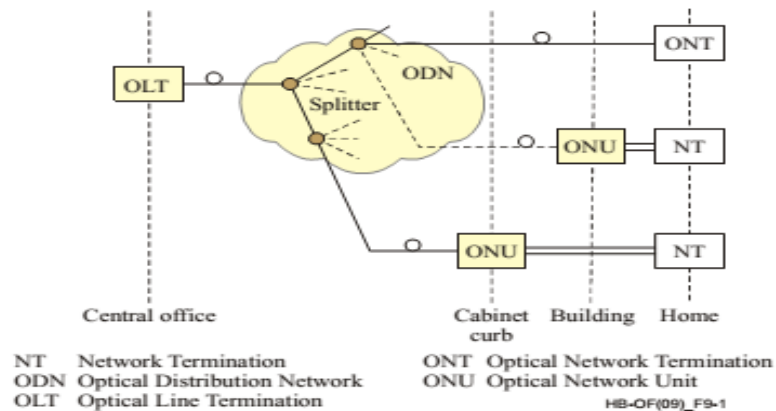 ODN
ONT
OLT
Splitter
ONU
NT
ONU
NT
Central office
Cabinet curb
Building
Home
NT Network Termination
ODN Optical Distribution Network
OLT Optical Line Termination
ONT Optical Network Termination
ONU Optical Network Unit
HB-OF(09)_F9-1